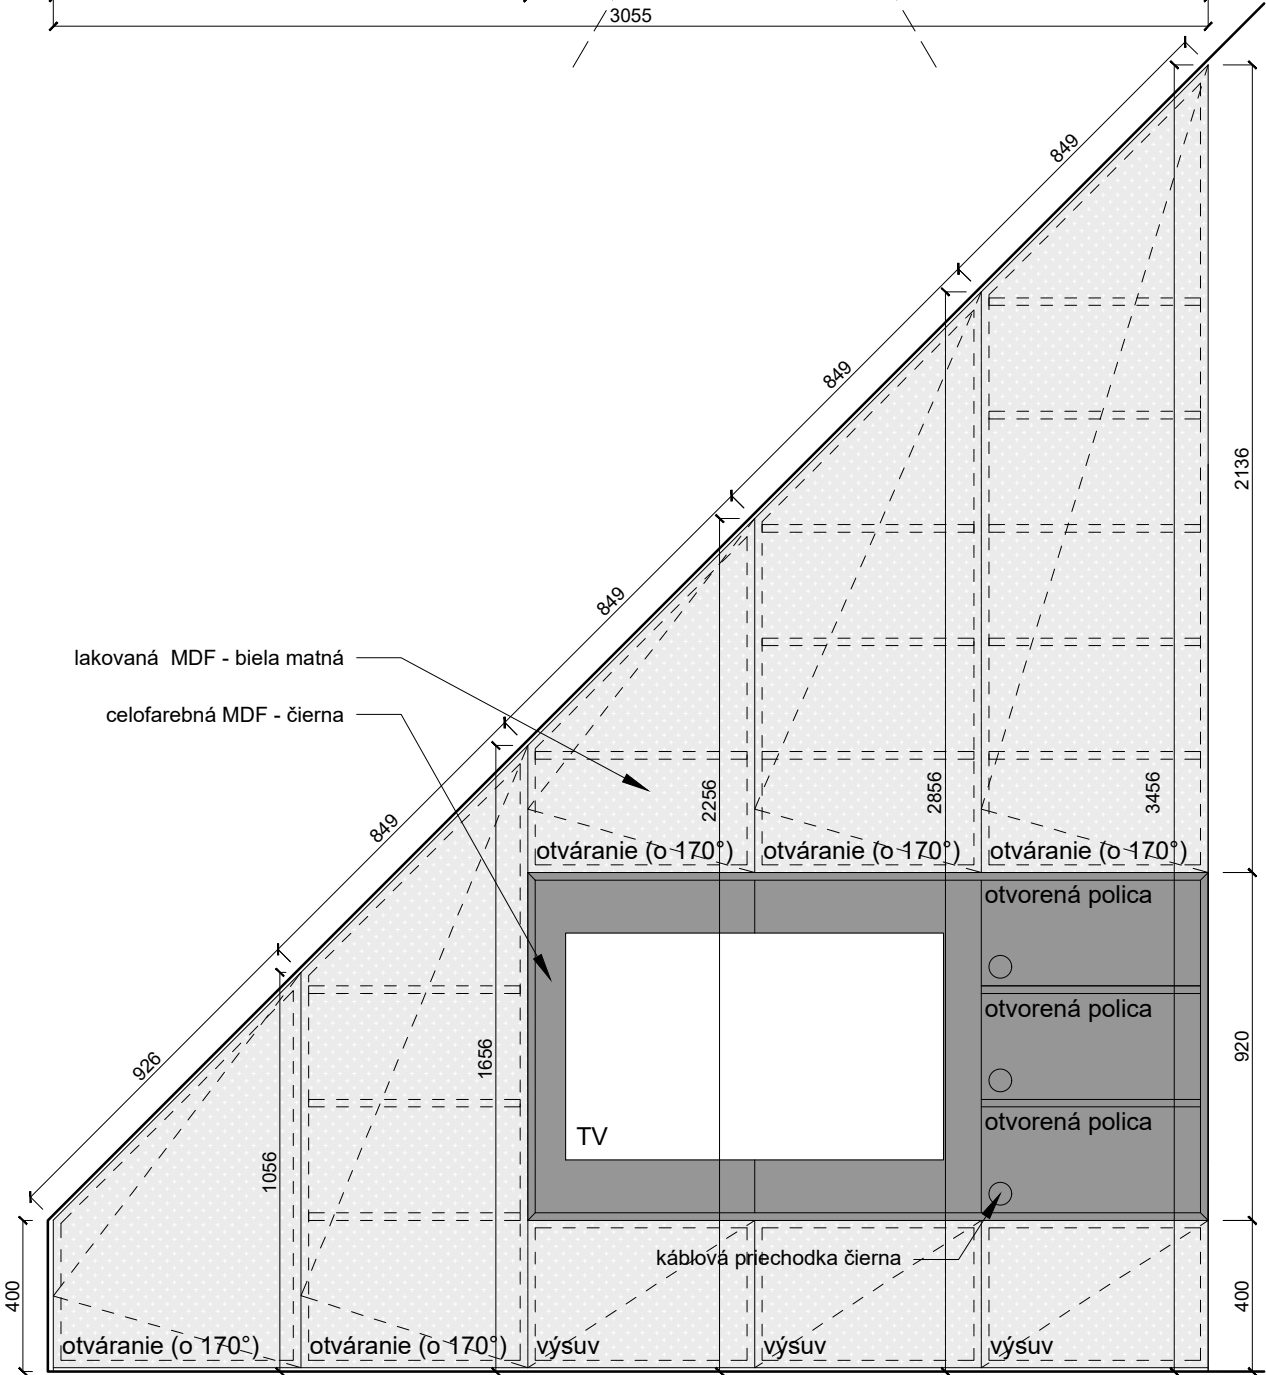 3055
849
849
849
849
926
2136
lakovaná MDF - biela matná
celofarebná MDF - čierna
2256
2856
3456
otváranie (o 170°)
otváranie (o 170°)
otváranie (o 170°)
otvorená polica
otvorená polica
otvorená polica
920
1656
1056
TV
káblová priechodka čierna
400
400
otváranie (o 170°)
otváranie (o 170°)
výsuv
výsuv
výsuv